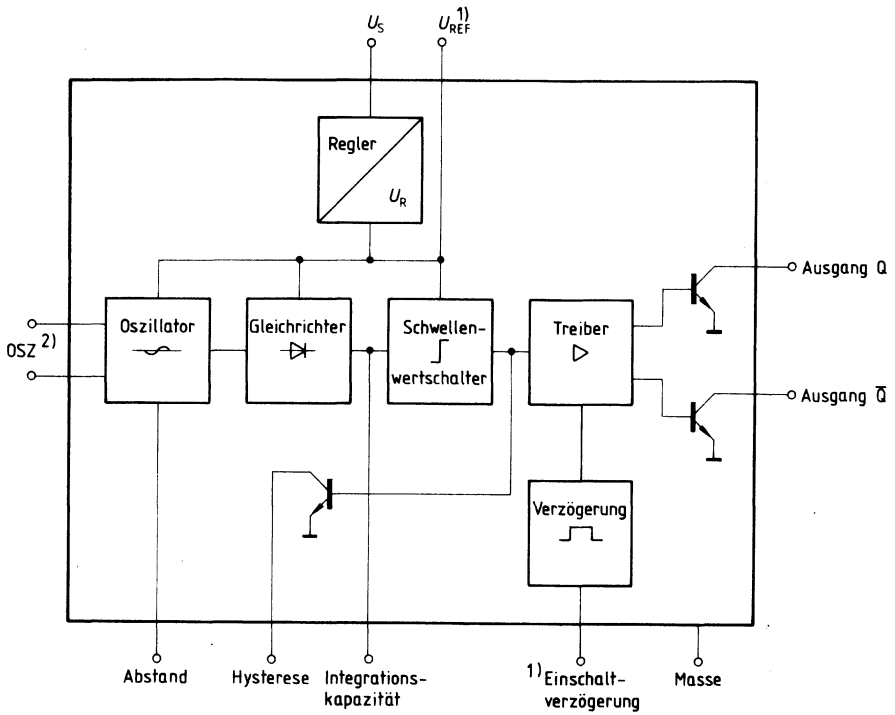 U_S
U_REF 1)
Regler
U_R
Oszillator
Gleichrichter
Schwellen-
wertschalter
Treiber
Ausgang Q
OSZ 2)
Ausgang Q̅
Verzögerung
Abstand
Hysterese
Integrations-
kapazität
1) Einschalt-
verzögerung
Masse